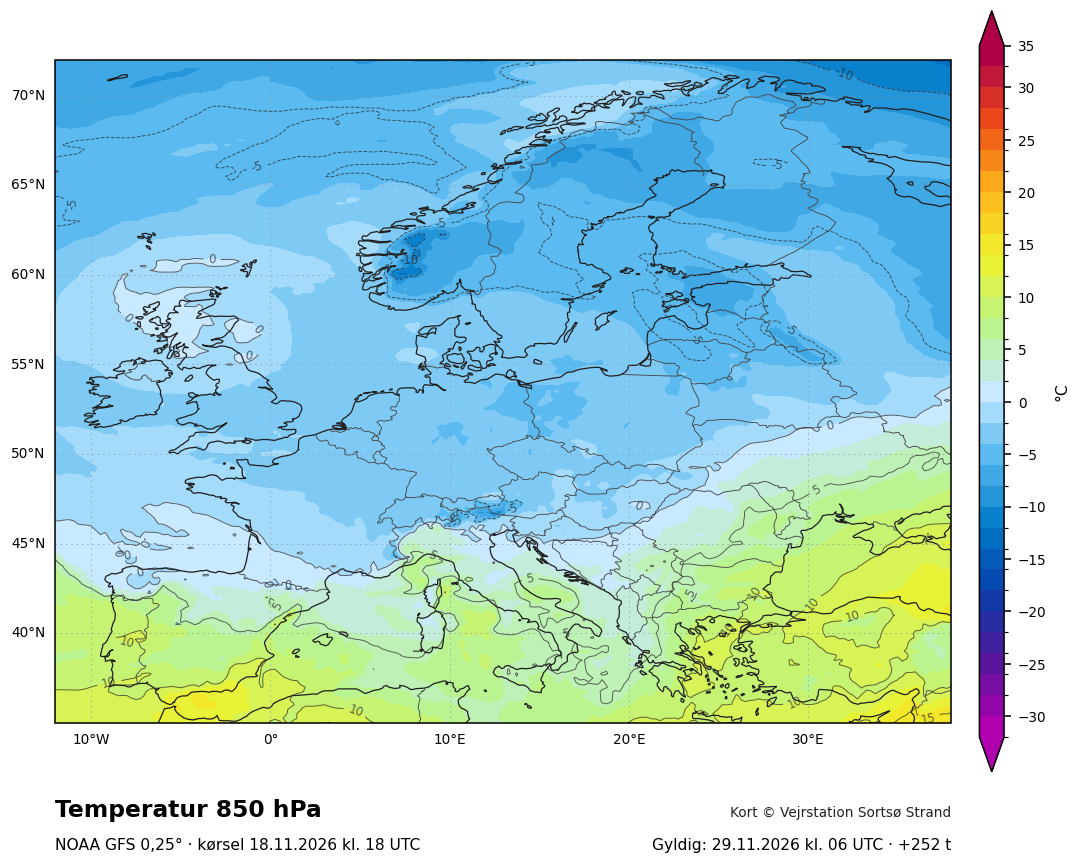 70°N
65°N
60°N
55°N
50°N
45°N
40°N
10°W
0°
10°E
20°E
30°E
35
30
25
20
15
10
5
0
−5
−10
−15
−20
−25
−30
°C
Temperatur 850 hPa
Kort © Vejrstation Sortsø Strand
NOAA GFS 0,25° · kørsel 18.11.2026 kl. 18 UTC
Gyldig: 29.11.2026 kl. 06 UTC · +252 t